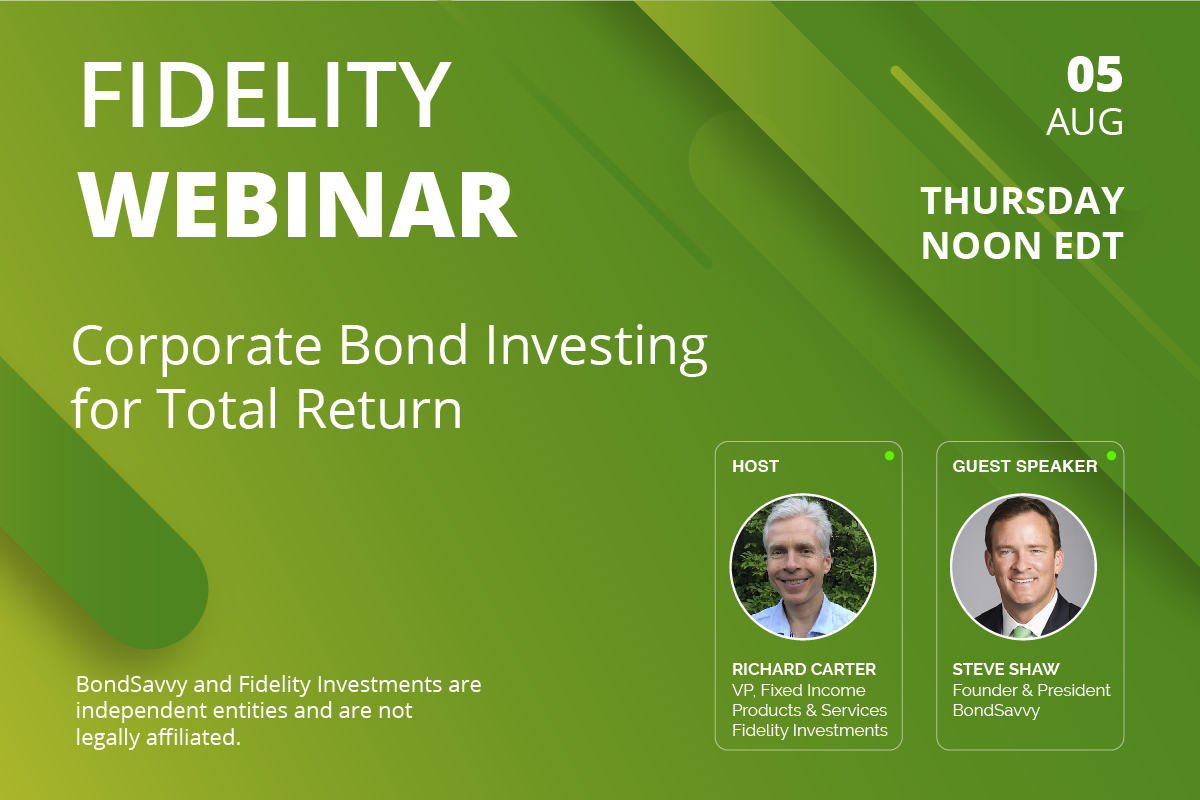 FIDELITY
WEBINAR
05
AUG
THURSDAY
NOON EDT
Corporate Bond Investing
for Total Return
HOST
RICHARD CARTER
VP, Fixed Income
Products & Services
Fidelity Investments
GUEST SPEAKER
STEVE SHAW
Founder & President
BondSavvy
BondSavvy and Fidelity Investments are
independent entities and are not
legally affiliated.